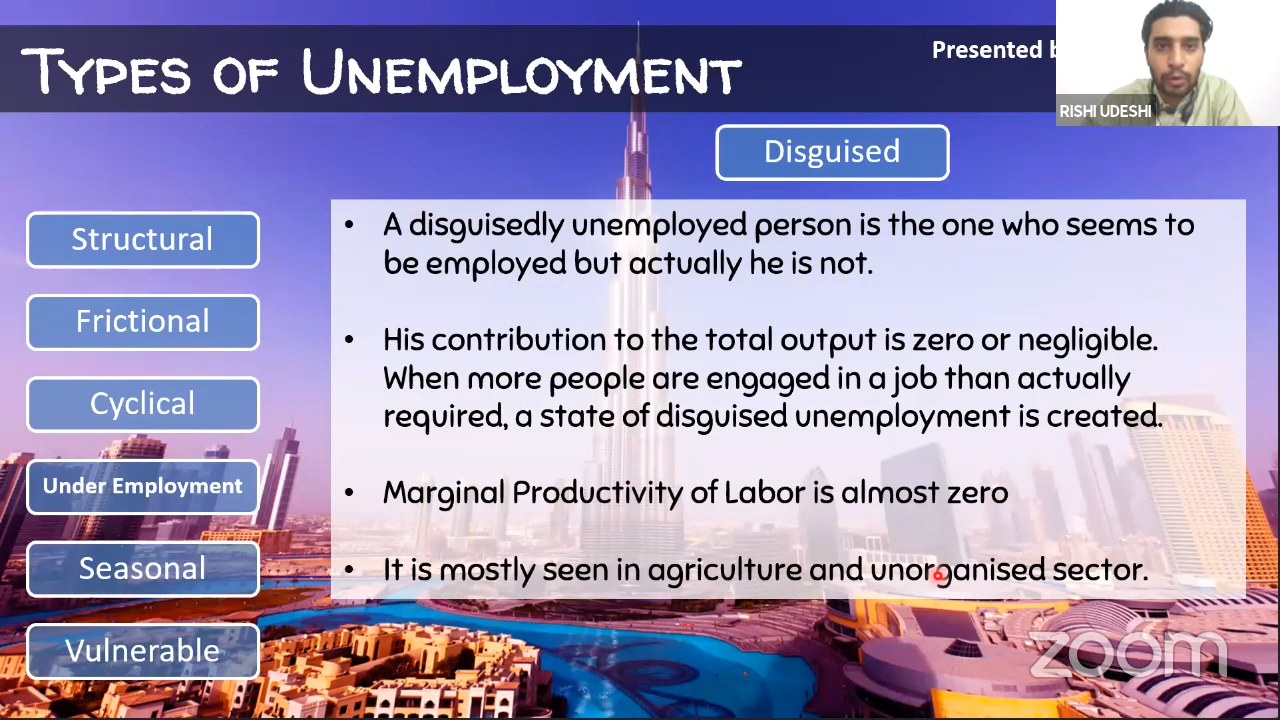 TYPES OF UNEMPLOYMENT
Presented b
RISHI UDESHI
Disguised
Structural
Frictional
Cyclical
Under Employment
Seasonal
Vulnerable
• A disguisedly unemployed person is the one who seems to
be employed but actually he is not.
• His contribution to the total output is zero or negligible.
When more people are engaged in a job than actually
required, a state of disguised unemployment is created.
• Marginal Productivity of Labor is almost zero
• It is mostly seen in agriculture and unorganised sector.
zoom